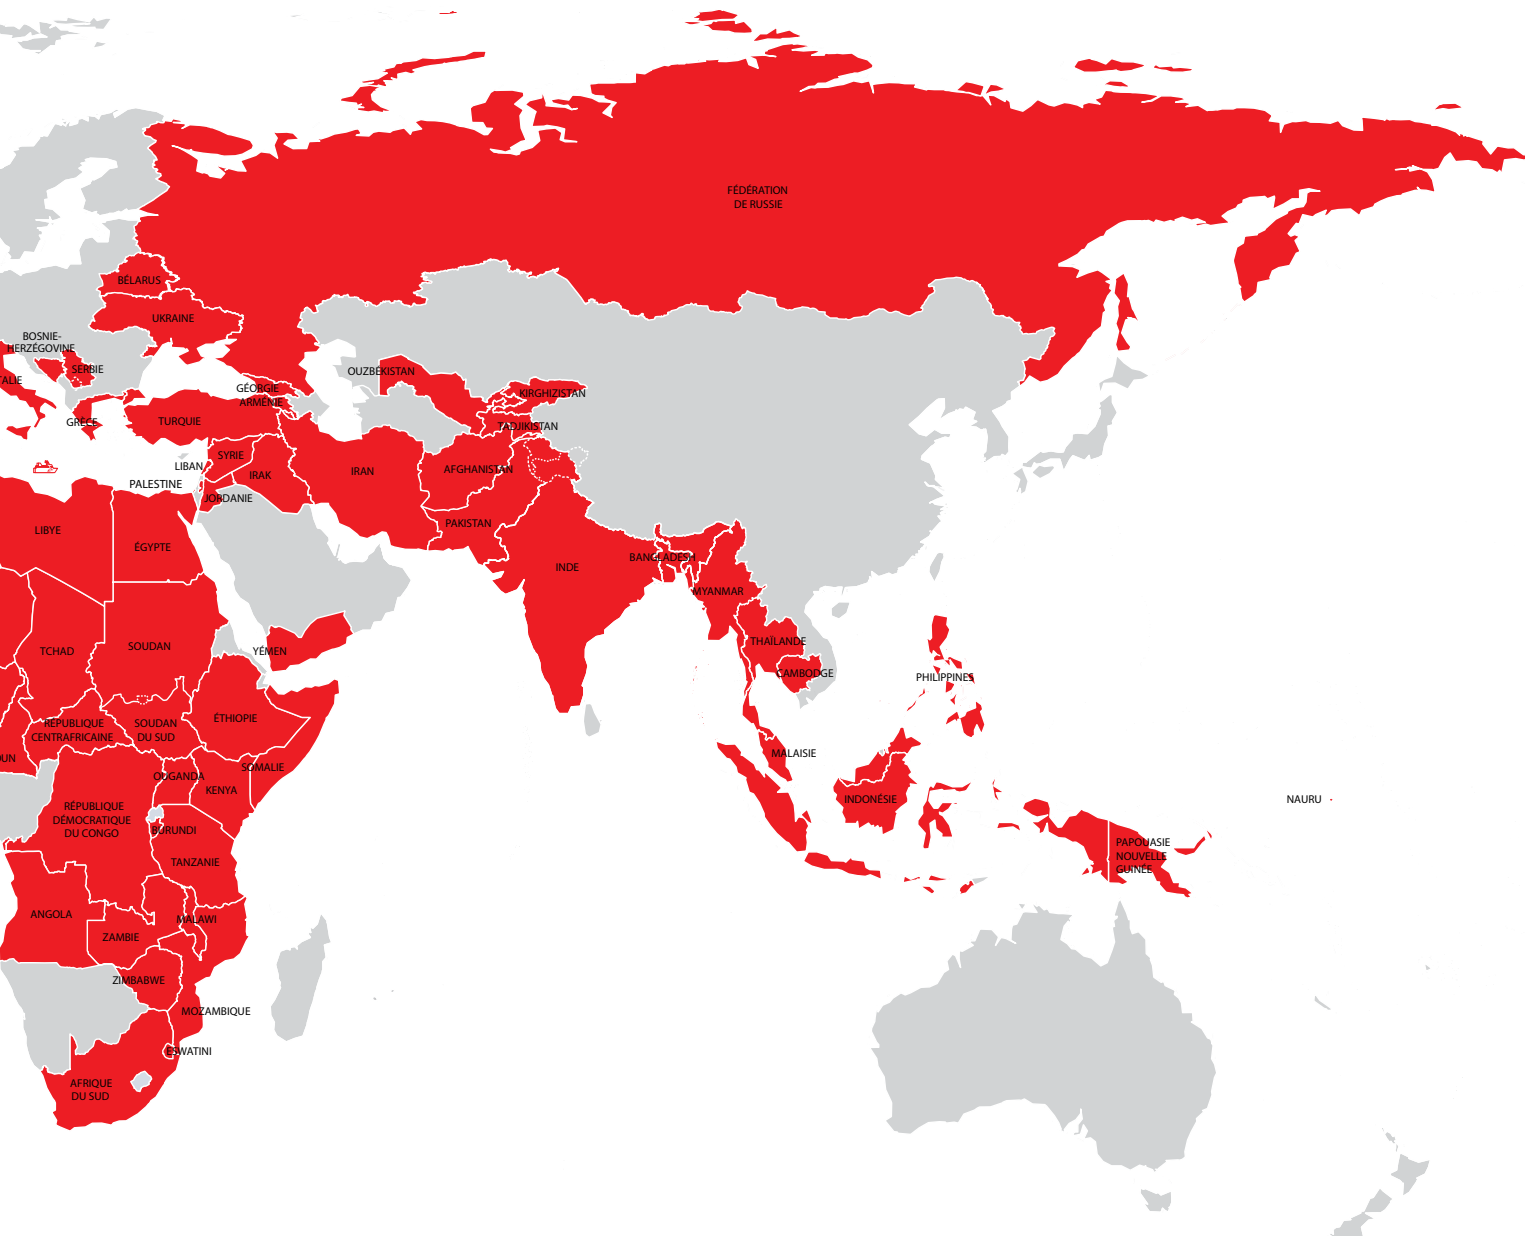 FÉDÉRATION
DE RUSSIE
BÉLARUS
UKRAINE
BOSNIE-
HERZÉGOVINE
SERBIE
TALIE
GRÈCE
GÉORGIE
ARMÉNIE
TURQUIE
OUZBÉKISTAN
KIRGHIZISTAN
TADJIKISTAN
SYRIE
LIBAN
IRAK
IRAN
AFGHANISTAN
PALESTINE
JORDANIE
PAKISTAN
LIBYE
ÉGYPTE
INDE
BANGLADESH
MYANMAR
TCHAD
SOUDAN
YÉMEN
THAÏLANDE
CAMBODGE
PHILIPPINES
RÉPUBLIQUE
CENTRAFRICAINE
SOUDAN
DU SUD
ÉTHIOPIE
OUN
OUGANDA
SOMALIE
KENYA
MALAISIE
INDONÉSIE
NAURU
RÉPUBLIQUE
DÉMOCRATIQUE
DU CONGO
BURUNDI
TANZANIE
PAPOUASIE
NOUVELLE
GUINÉE
ANGOLA
MALAWI
ZAMBIE
ZIMBABWE
MOZAMBIQUE
ESWATINI
AFRIQUE
DU SUD